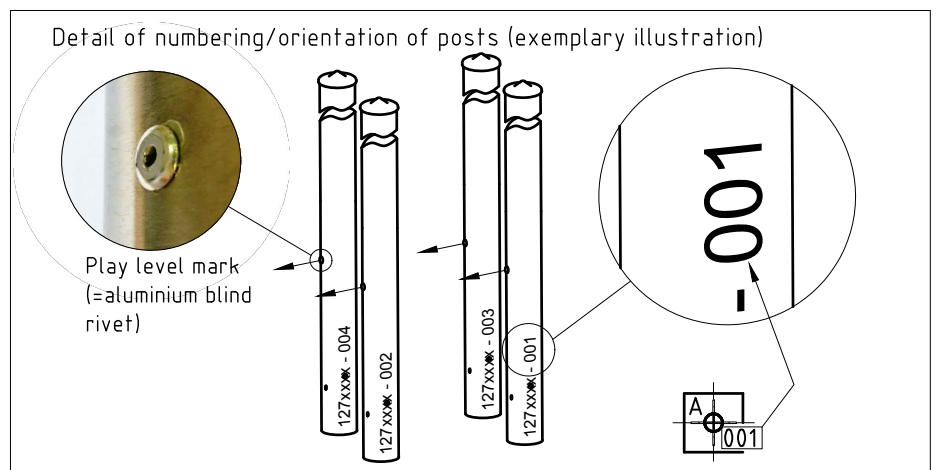 Detail of numbering/orientation of posts (exemplary illustration)
Play level mark
(=aluminium blind
rivet)
127xxxx - 004
127xxxx - 002
127xxxx - 003
127xxxx - 001
-001
A
001